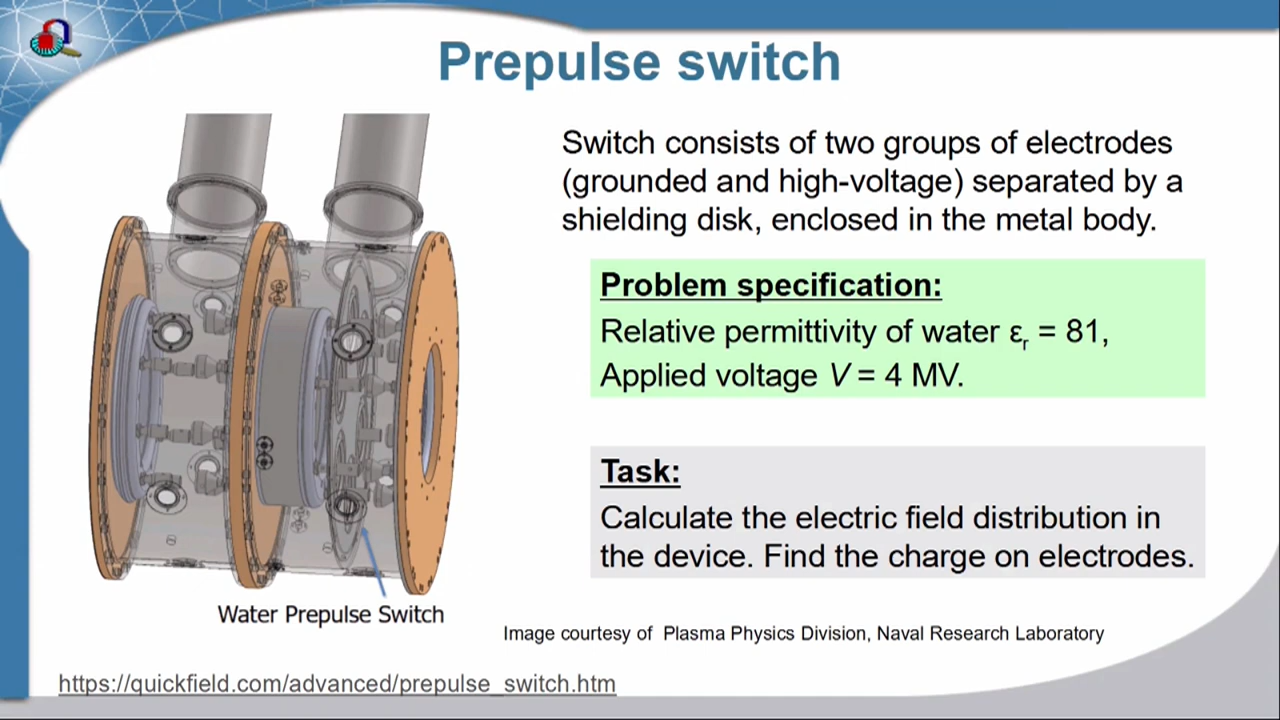 Prepulse switch
Switch consists of two groups of electrodes
(grounded and high-voltage) separated by a
shielding disk, enclosed in the metal body.
Problem specification:
Relative permittivity of water εr = 81,
Applied voltage V = 4 MV.
Task:
Calculate the electric field distribution in
the device. Find the charge on electrodes.
Water Prepulse Switch
Image courtesy of Plasma Physics Division, Naval Research Laboratory
https://quickfield.com/advanced/prepulse_switch.htm